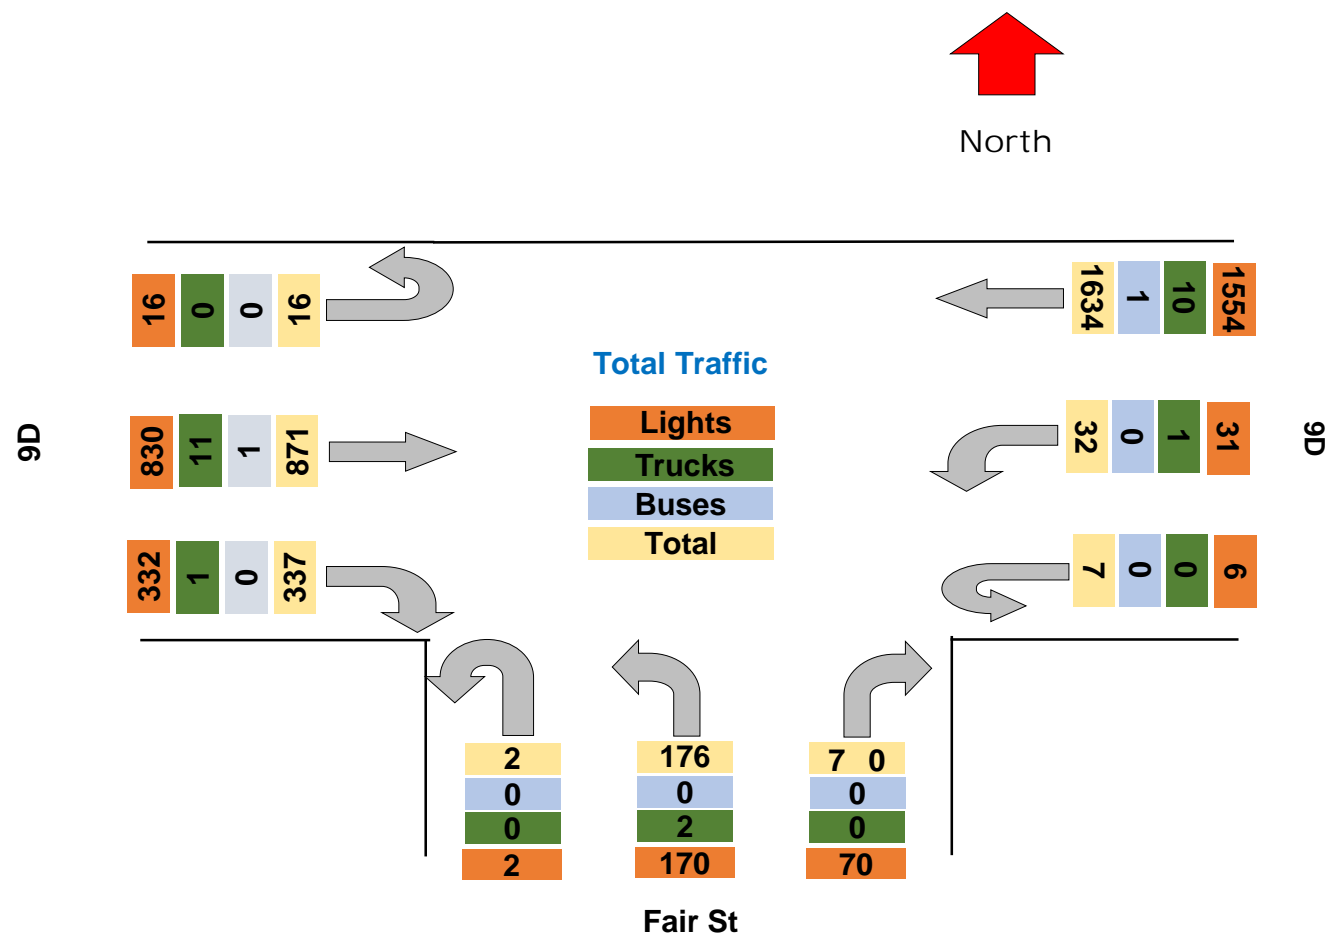 North
16 0 0 16
1634 1 10 1554
Total Traffic
Lights
Trucks
Buses
Total
9D
830 11 1 871
32 0 1 31
9D
332 1 0 337
7 0 0 6
2 176 7 0
0 0 0
0 2 0
2 170 70
Fair St